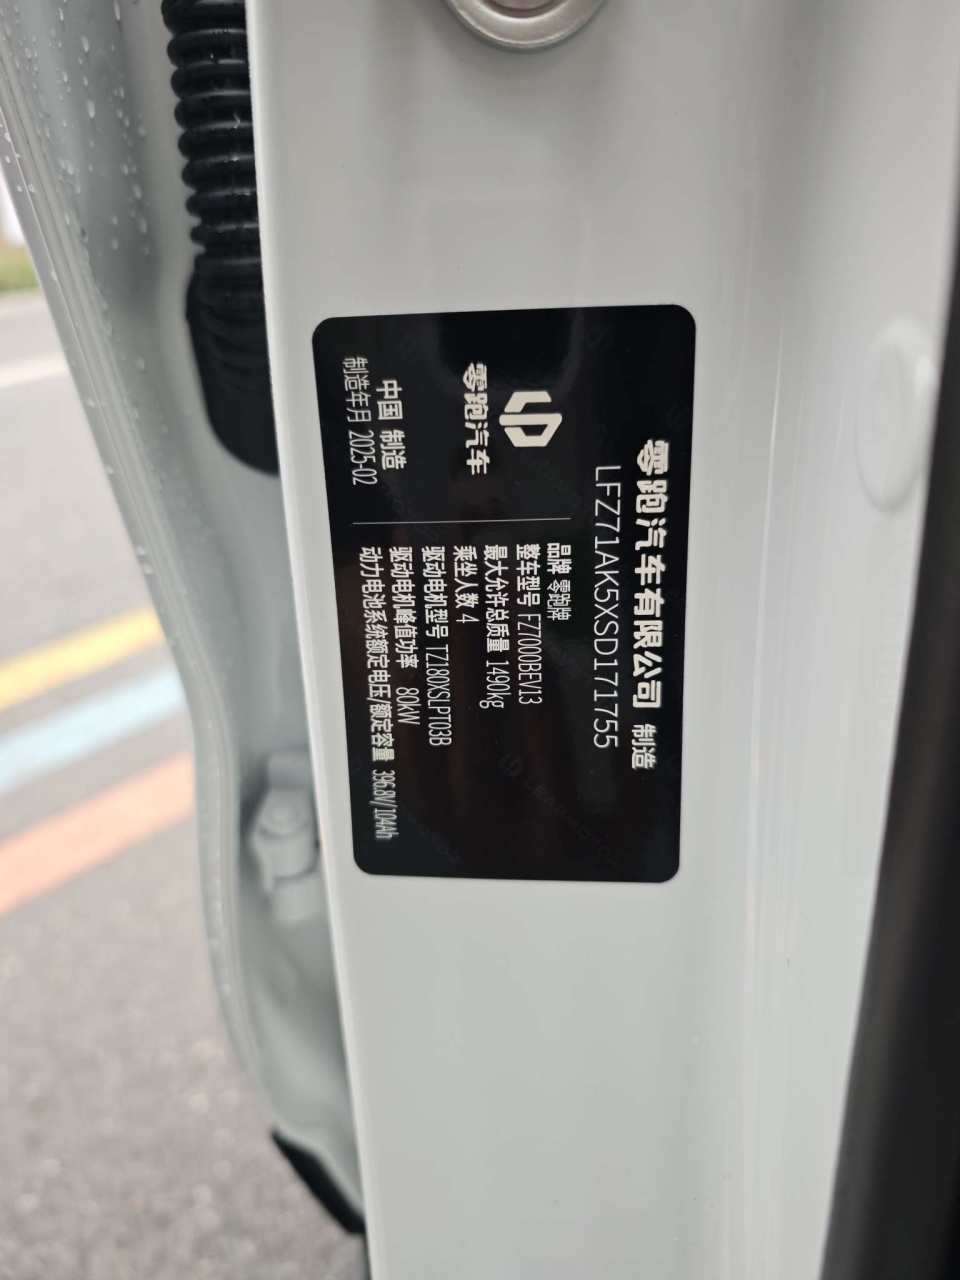 零跑汽车有限公司 制造
LFZ71AK5XSD171755
零跑汽车
中国 制造
制造年月 2025-02
品牌 零跑牌
整车型号 FZ7000BEV13
最大允许总质量 1490kg
乘坐人数 4
驱动电机型号 TZ180XSLPT03B
驱动电机峰值功率 80kW
动力电池系统额定电压/额定容量 396.8V/104Ah
LEAPMOTOR